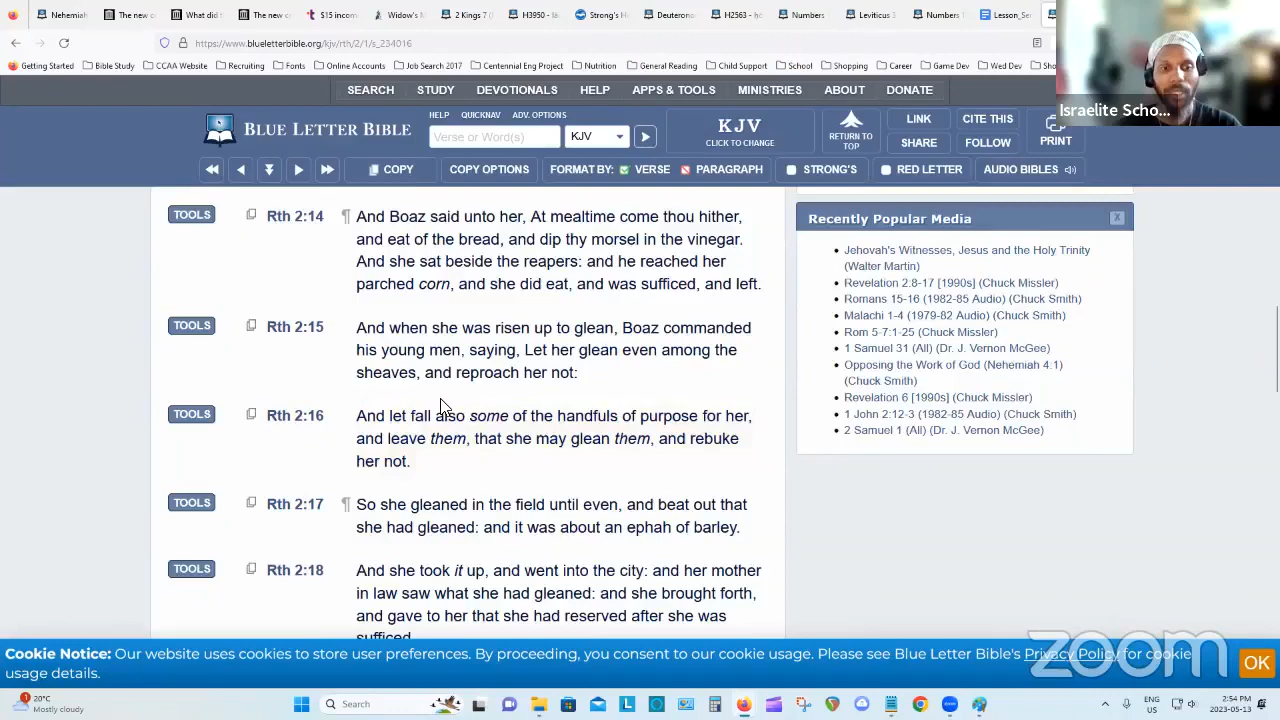 Nehemiah
The new
What did
The new
$15 incom
Widow's M
2 Kings 7 (
H3950 - l
Strong's H
Deuteron
H2563 - ḥ
Numbers
Leviticus
Numbers
Lesson_Se
https://www.blueletterbible.org/kjv/rth/2/1/s_234016
Getting Started Bible Study CCAA Website Recruiting Fonts Online Accounts Job Search 2017 Centennial Eng Project Nutrition General Reading Child Support School Shopping Career Game Dev Wed Dev
Israelite Scho...
SEARCH STUDY DEVOTIONALS HELP APPS & TOOLS MINISTRIES ABOUT DONATE
HELP QUICKNAV ADV. OPTIONS
BLUE LETTER BIBLE
Verse or Word(s)
KJV
KJV
CLICK TO CHANGE
RETURN TO
TOP
LINK
CITE THIS
SHARE
FOLLOW
PRINT
COPY COPY OPTIONS FORMAT BY: VERSE PARAGRAPH STRONG'S RED LETTER AUDIO BIBLES
TOOLS Rth 2:14 ¶ And Boaz said unto her, At mealtime come thou hither,
and eat of the bread, and dip thy morsel in the vinegar.
And she sat beside the reapers: and he reached her
parched corn, and she did eat, and was sufficed, and left.
TOOLS Rth 2:15 And when she was risen up to glean, Boaz commanded
his young men, saying, Let her glean even among the
sheaves, and reproach her not:
TOOLS Rth 2:16 And let fall also some of the handfuls of purpose for her,
and leave them, that she may glean them, and rebuke
her not.
TOOLS Rth 2:17 ¶ So she gleaned in the field until even, and beat out that
she had gleaned: and it was about an ephah of barley.
TOOLS Rth 2:18 And she took it up, and went into the city: and her mother
in law saw what she had gleaned: and she brought forth,
and gave to her that she had reserved after she was
sufficed.
Recently Popular Media X
Jehovah's Witnesses, Jesus and the Holy Trinity
(Walter Martin)
Revelation 2:8-17 [1990s] (Chuck Missler)
Romans 15-16 (1982-85 Audio) (Chuck Smith)
Malachi 1-4 (1979-82 Audio) (Chuck Smith)
Rom 5-7:1-25 (Chuck Missler)
1 Samuel 31 (All) (Dr. J. Vernon McGee)
Opposing the Work of God (Nehemiah 4:1)
(Chuck Smith)
Revelation 6 [1990s] (Chuck Missler)
1 John 2:12-3 (1982-85 Audio) (Chuck Smith)
2 Samuel 1 (All) (Dr. J. Vernon McGee)
Cookie Notice: Our website uses cookies to store user preferences. By proceeding, you consent to our cookie usage. Please see Blue Letter Bible's Privacy Policy for cookie
usage details.
OK
zoom
20°C
Mostly cloudy
Search
ENG
US
2:54 PM
2023-05-13